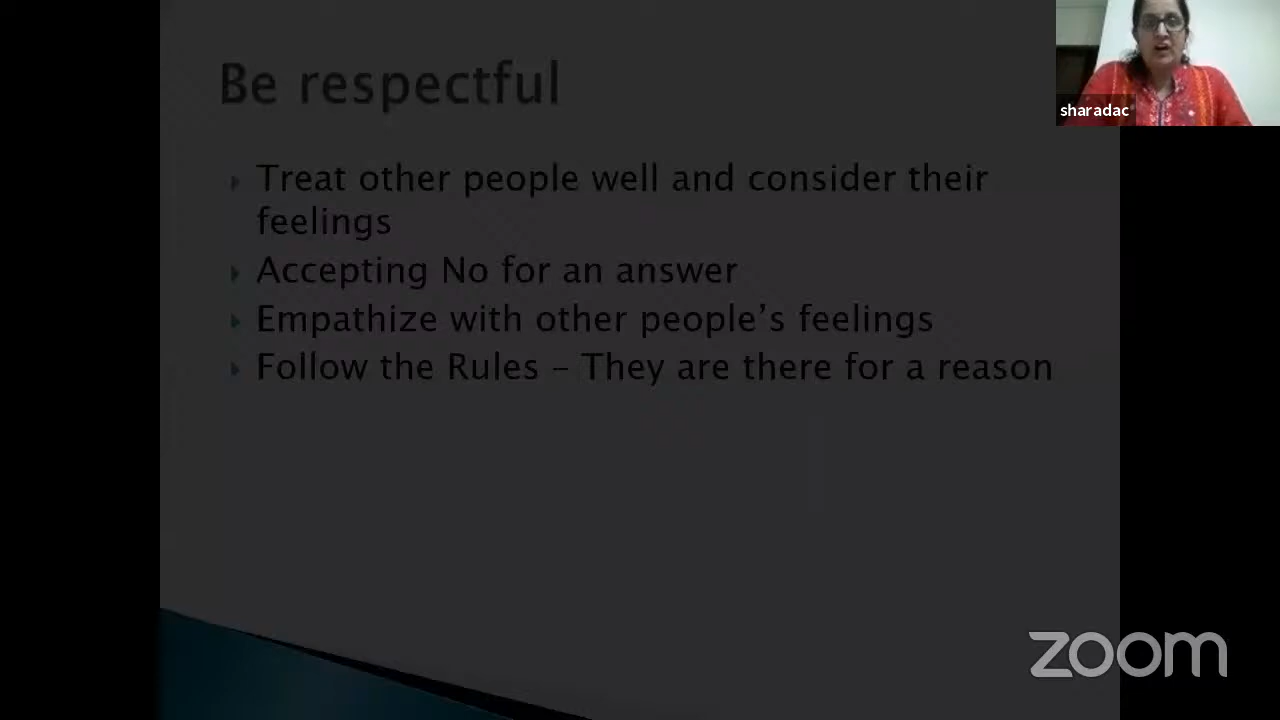 Be respectful
sharadac
Treat other people well and consider their
feelings
Accepting No for an answer
Empathize with other people's feelings
Follow the Rules – They are there for a reason
zoom